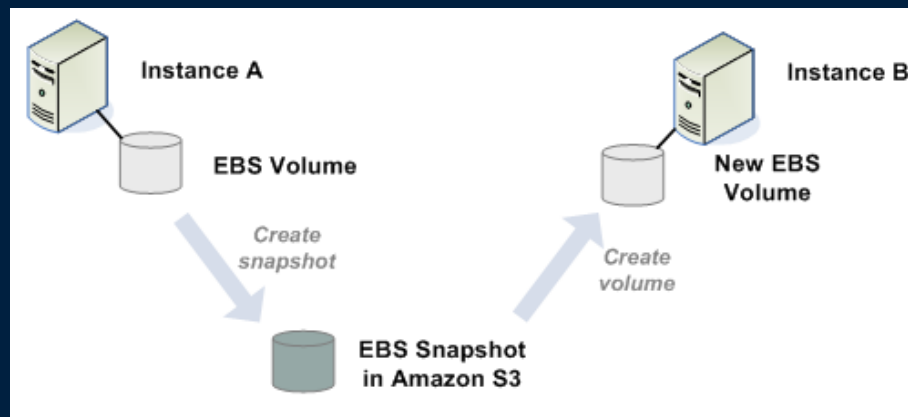 Instance A
Instance B
EBS Volume
New EBS
Volume
Create
snapshot
Create
volume
EBS Snapshot
in Amazon S3